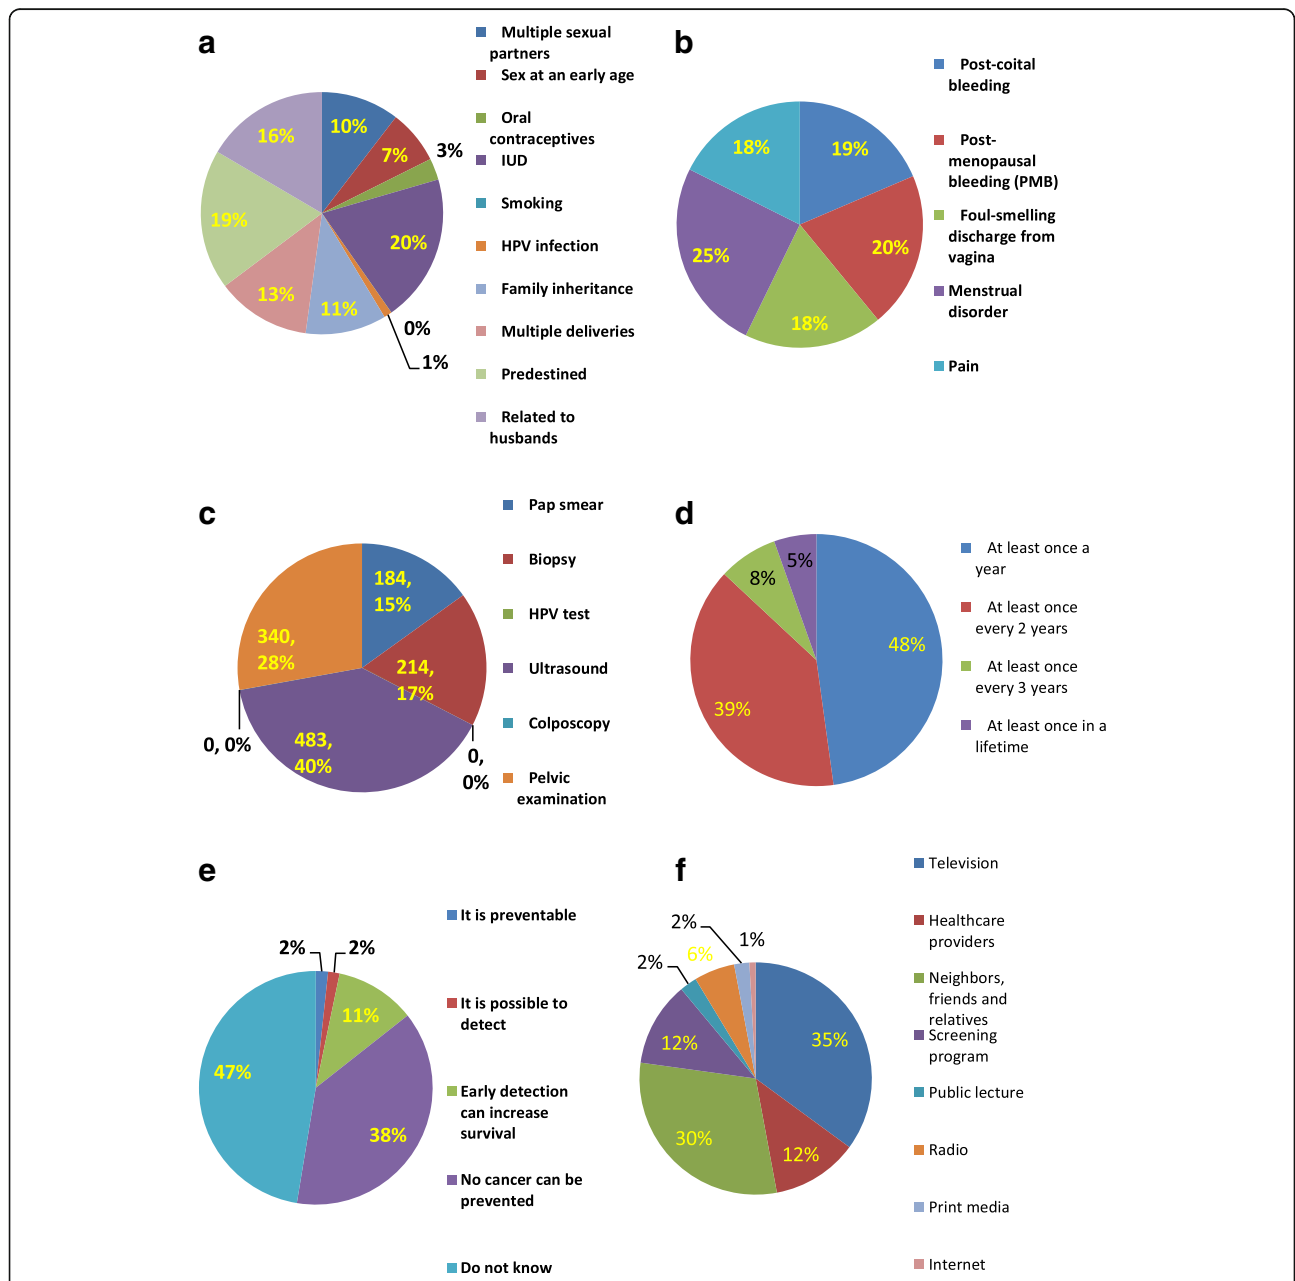 a
10%
7%
3%
20%
0%
1%
11%
13%
19%
16%
Multiple sexual
partners
Sex at an early age
Oral
contraceptives
IUD
Smoking
HPV infection
Family inheritance
Multiple deliveries
Predestined
Related to
husbands
b
19%
20%
18%
25%
18%
Post-coital
bleeding
Post-
menopausal
bleeding (PMB)
Foul-smelling
discharge from
vagina
Menstrual
disorder
Pain
c
184,
15%
214,
17%
0,
0%
483,
40%
0, 0%
340,
28%
Pap smear
Biopsy
HPV test
Ultrasound
Colposcopy
Pelvic
examination
d
48%
39%
8%
5%
At least once a
year
At least once
every 2 years
At least once
every 3 years
At least once in a
lifetime
e
2%
2%
11%
38%
47%
It is preventable
It is possible to
detect
Early detection
can increase
survival
No cancer can be
prevented
Do not know
f
35%
12%
30%
12%
2%
6%
2%
1%
Television
Healthcare
providers
Neighbors,
friends and
relatives
Screening
program
Public lecture
Radio
Print media
Internet